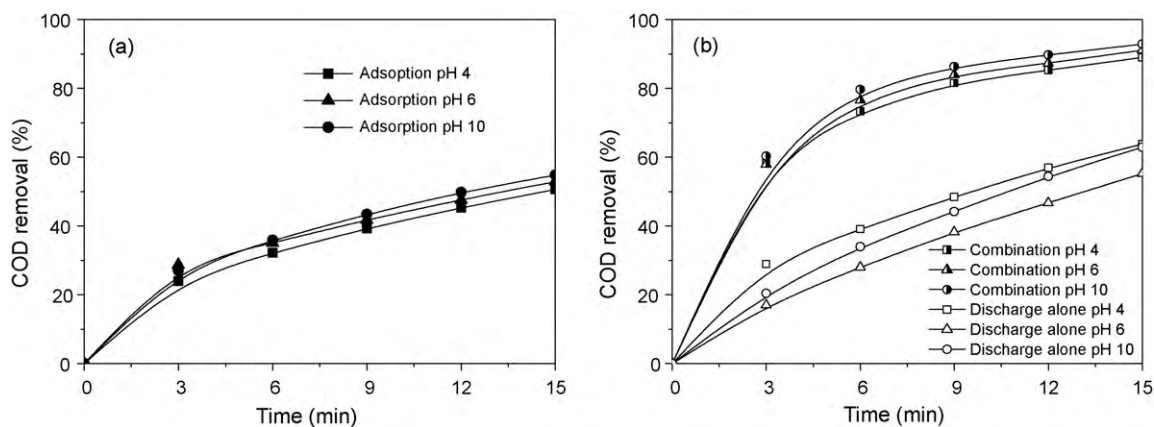 (a)
Adsoption pH 4
Adsorption pH 6
Adsorption pH 10
COD removal (%)
100
80
60
40
20
0
0 3 6 9 12 15
Time (min)
(b)
Combination pH 4
Combination pH 6
Combination pH 10
Discharge alone pH 4
Discharge alone pH 6
Discharge alone pH 10
COD removal (%)
100
80
60
40
20
0
0 3 6 9 12 15
Time (min)